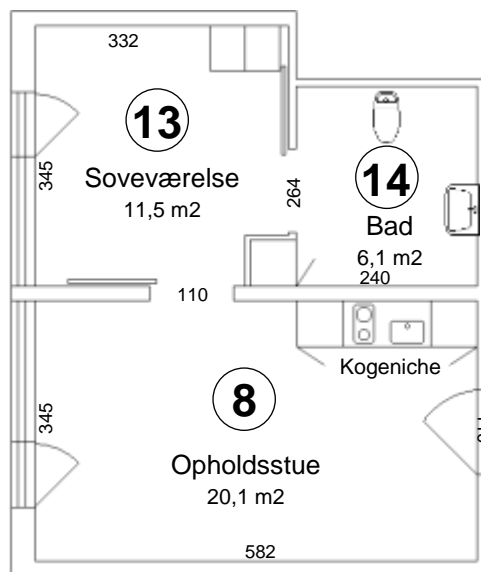 332
13
345
Soveværelse
11,5 m2
264
14
Bad
6,1 m2
240
110
Kogeniche
8
345
Opholdsstue
20,1 m2
582